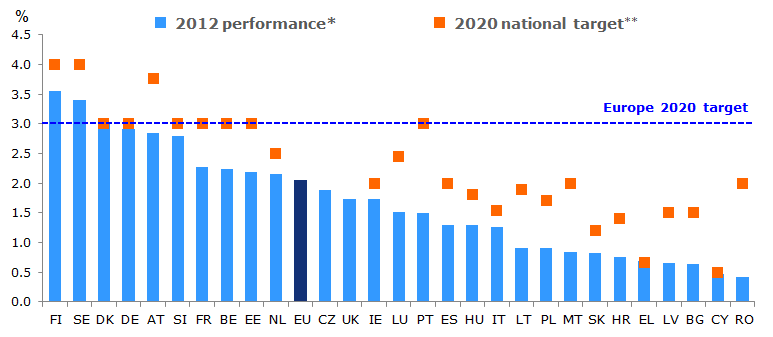 %
2012 performance*
2020 national target**
4.5
4.0
3.5
3.0
2.5
2.0
1.5
1.0
0.5
0.0
Europe 2020 target
FI SE DK DE AT SI FR BE EE NL EU CZ UK IE LU PT ES HU IT LT PL MT SK HR EL LV BG CY RO